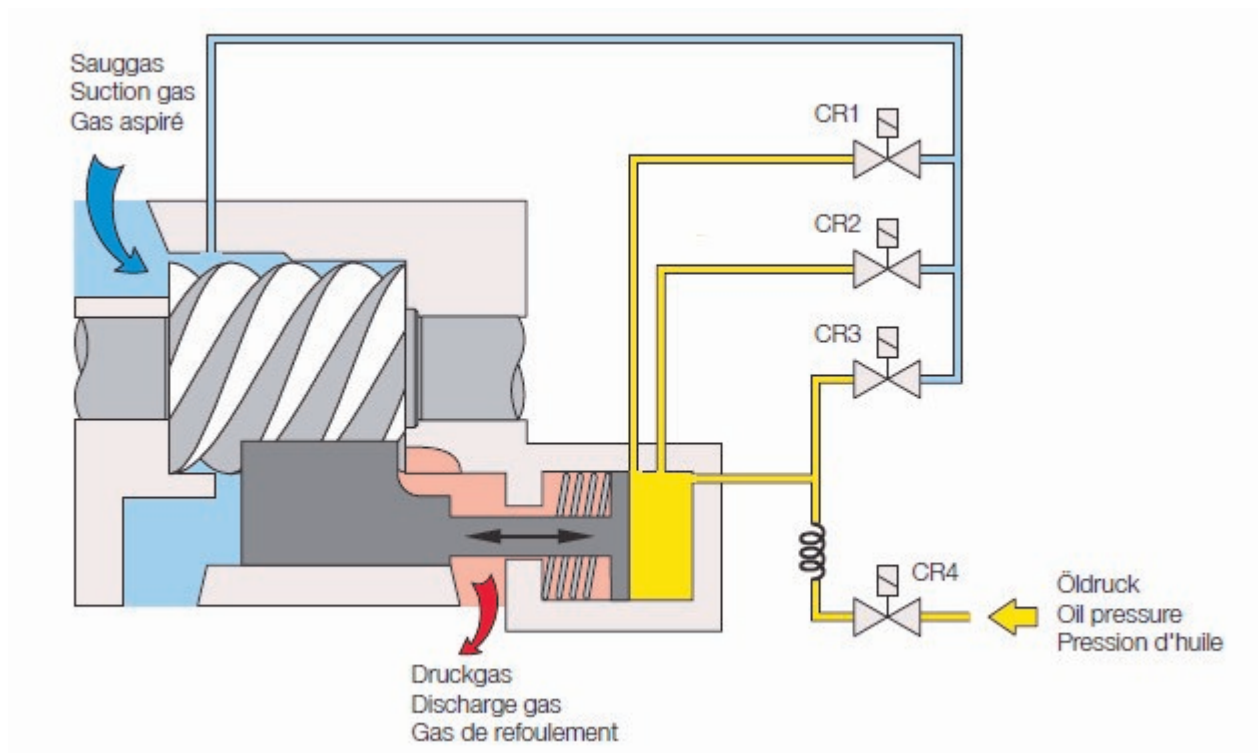 Sauggas
Suction gas
Gas aspiré
CR1
CR2
CR3
CR4
Öldruck
Oil pressure
Pression d'huile
Druckgas
Discharge gas
Gas de refoulement